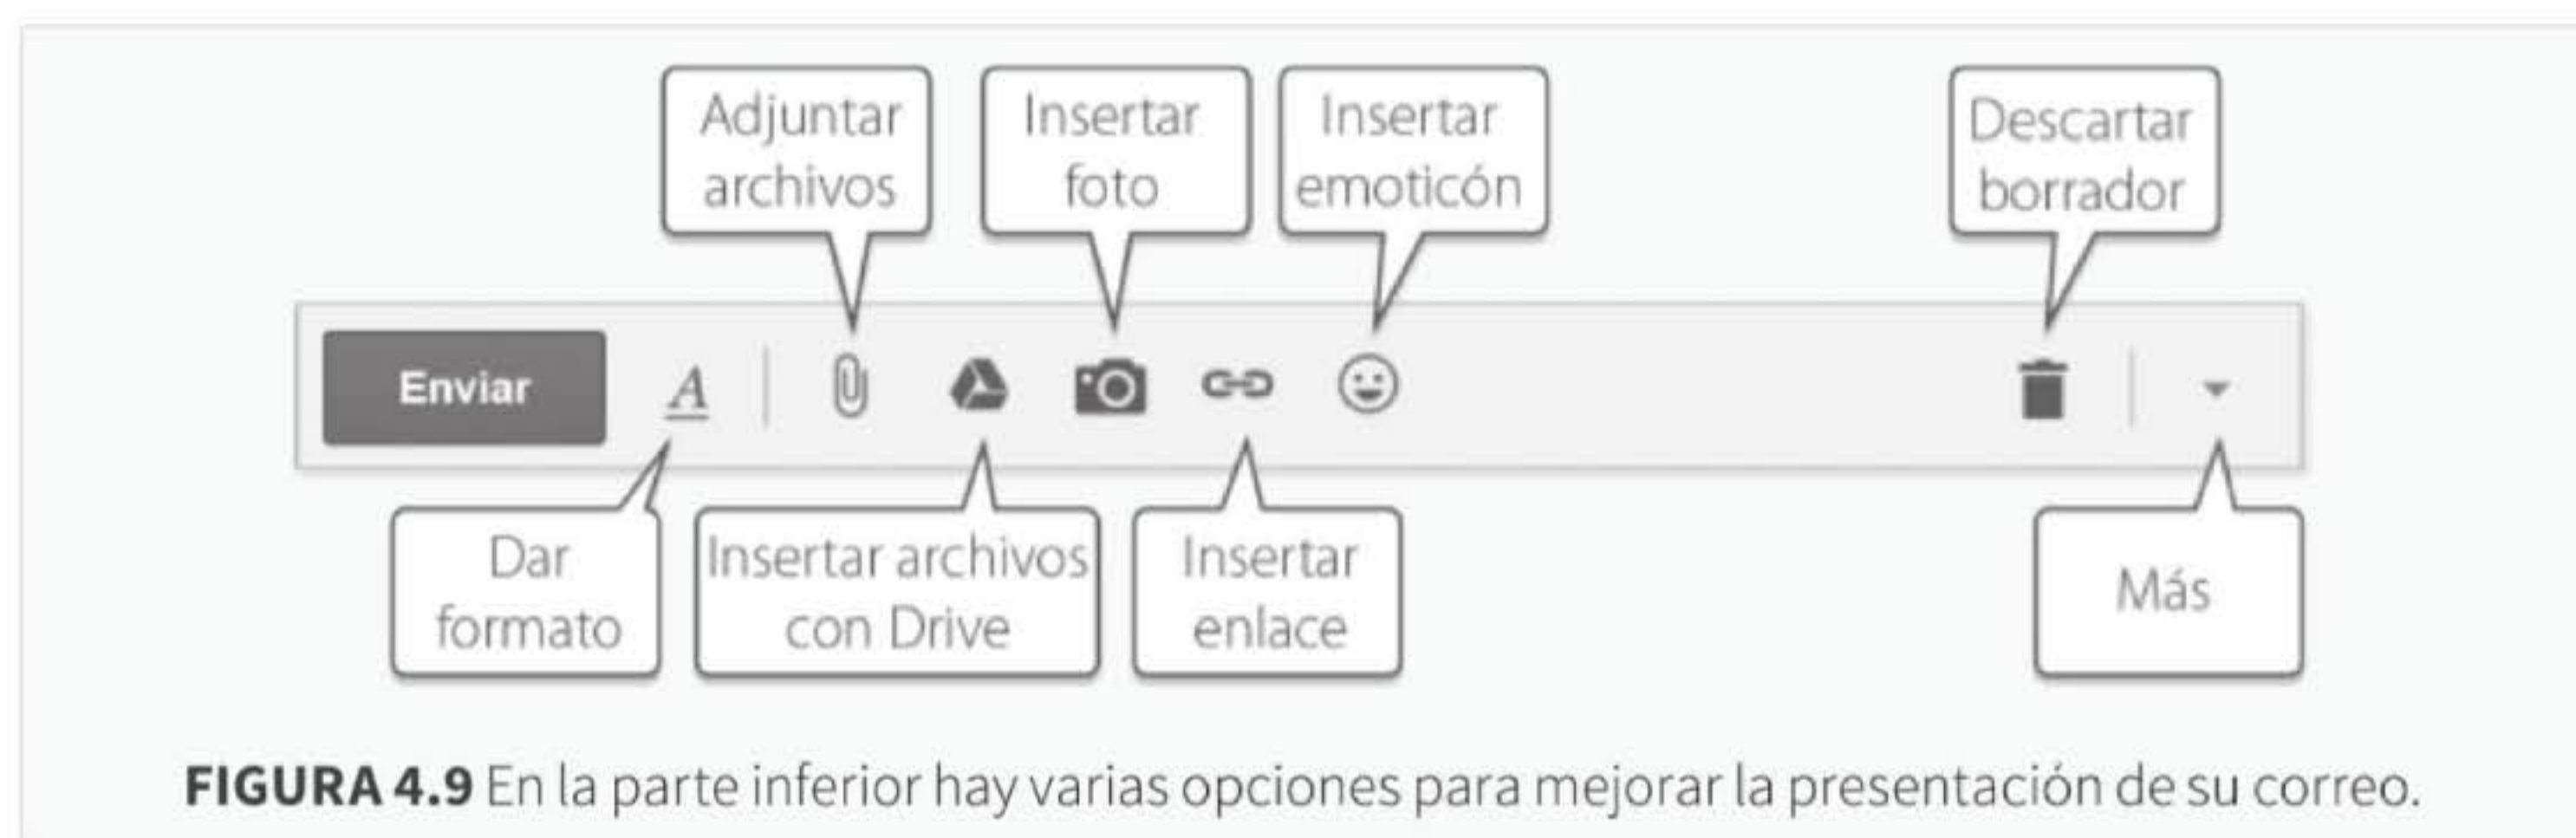 Adjuntar
archivos
Insertar
foto
Insertar
emoticón
Descartar
borrador
Enviar
A
Dar
formato
Insertar archivos
con Drive
Insertar
enlace
Más
FIGURA 4.9 En la parte inferior hay varias opciones para mejorar la presentación de su correo.